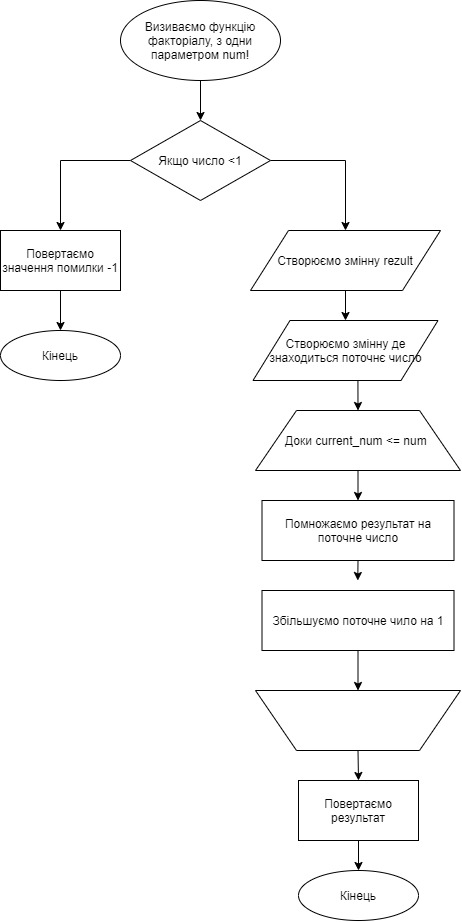 Визиваємо функцію
факторіалу, з одни
параметром num!
Якщо число <1
Повертаємо
значення помилки -1
Кінець
Створюємо змінну rezult
Створюємо змінну де
знаходиться поточнє число
Доки current_num <= num
Помножаємо результат на
поточне число
Збільшуємо поточне чило на 1
Повертаємо
результат
Кінець